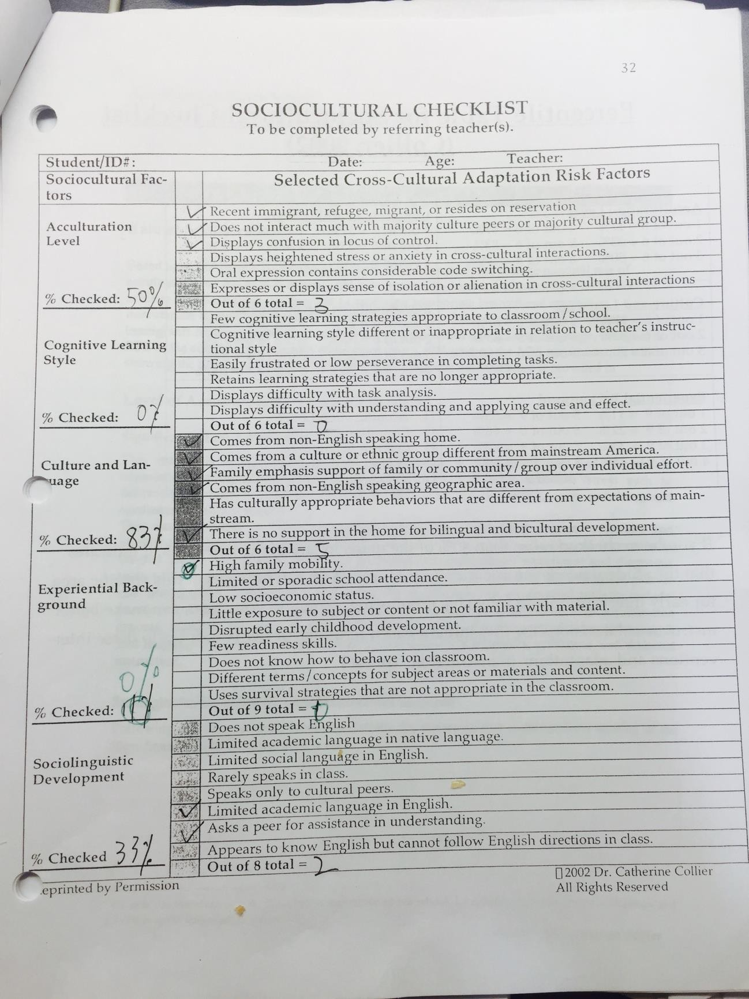 32
SOCIOCULTURAL CHECKLIST
To be completed by referring teacher(s).
Student/ID#: Date: Age: Teacher:
Sociocultural Fac-
tors
Selected Cross-Cultural Adaptation Risk Factors
Acculturation
Level
Recent immigrant, refugee, migrant, or resides on reservation
Does not interact much with majority culture peers or majority cultural group.
Displays confusion in locus of control.
Displays heightened stress or anxiety in cross-cultural interactions.
Oral expression contains considerable code switching.
Expresses or displays sense of isolation or alienation in cross-cultural interactions
% Checked: 50%
Out of 6 total = 3
Cognitive Learning
Style
Few cognitive learning strategies appropriate to classroom/school.
Cognitive learning style different or inappropriate in relation to teacher's instruc-
tional style
Easily frustrated or low perseverance in completing tasks.
Retains learning strategies that are no longer appropriate.
Displays difficulty with task analysis.
Displays difficulty with understanding and applying cause and effect.
% Checked: 0%
Out of 6 total = 0
Culture and Lan-
uage
Comes from non-English speaking home.
Comes from a culture or ethnic group different from mainstream America.
Family emphasis support of family or community/group over individual effort.
Comes from non-English speaking geographic area.
Has culturally appropriate behaviors that are different from expectations of main-
stream.
There is no support in the home for bilingual and bicultural development.
% Checked: 83%
Out of 6 total = 5
Experiential Back-
ground
High family mobility.
Limited or sporadic school attendance.
Low socioeconomic status.
Little exposure to subject or content or not familiar with material.
Disrupted early childhood development.
Few readiness skills.
Does not know how to behave ion classroom.
Different terms/concepts for subject areas or materials and content.
Uses survival strategies that are not appropriate in the classroom.
0%
% Checked: 11%
Out of 9 total = 0
Sociolinguistic
Development
Does not speak English
Limited academic language in native language.
Limited social language in English.
Rarely speaks in class.
Speaks only to cultural peers.
Limited academic language in English.
Asks a peer for assistance in understanding.
Appears to know English but cannot follow English directions in class.
% Checked 33%
Out of 8 total = 2
eprinted by Permission
2002 Dr. Catherine Collier
All Rights Reserved